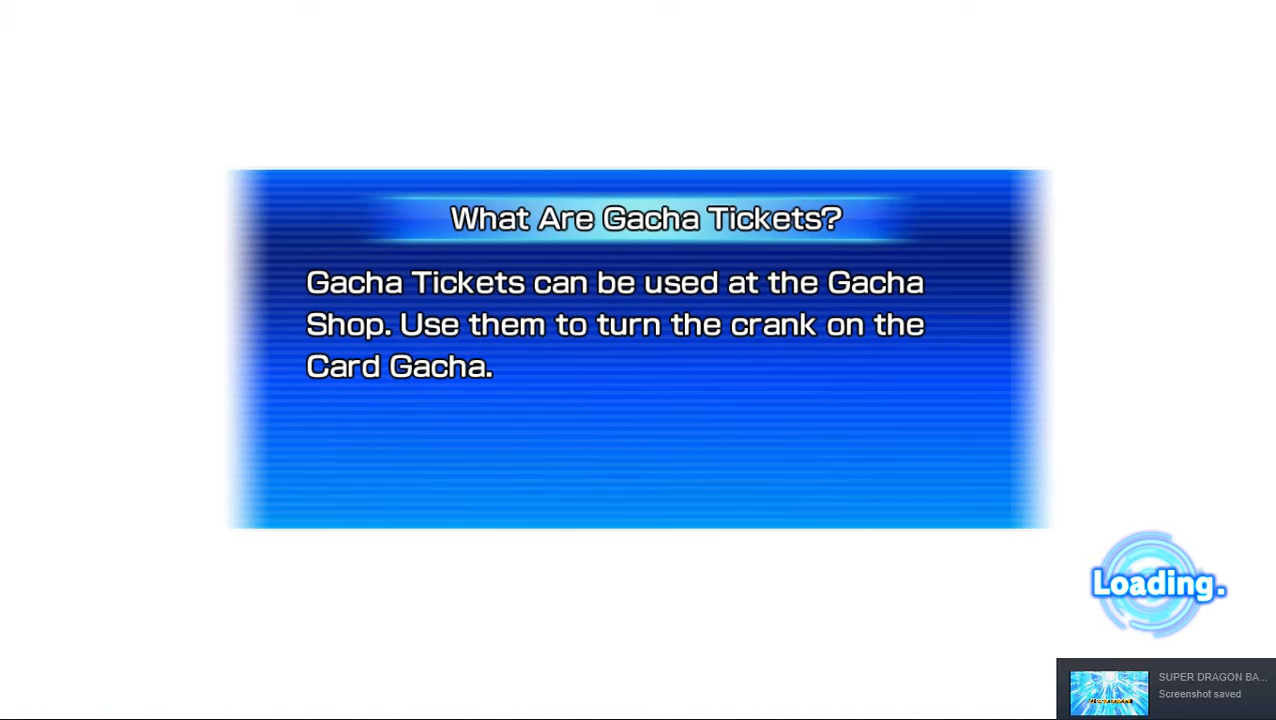 What Are Gacha Tickets?
Gacha Tickets can be used at the Gacha
Shop. Use them to turn the crank on the
Card Gacha.
Loading.
SUPER DRAGON BA...
Screenshot saved